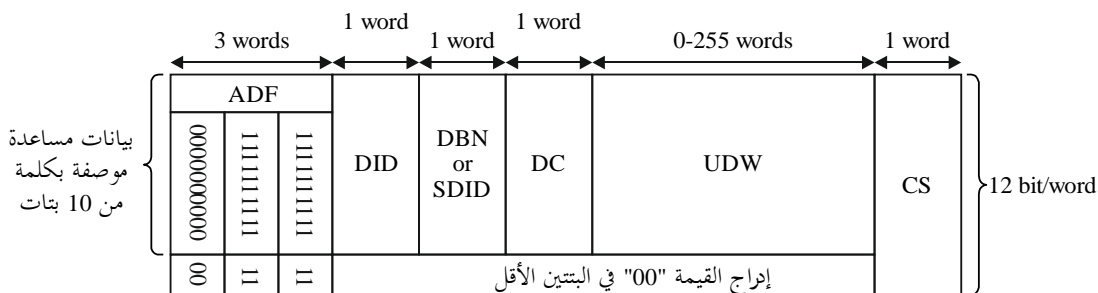 1 word
1 word
3 words
1 word
0-255 words
1 word
ADF
بيانات مساعدة
موصفة بكلمة
من 10 بتات
0000000000
1111111111
1111111111
DID
DBN
or
SDID
DC
UDW
CS
12 bit/word
00
11
11
إدراج القيمة "00" في البتتين الأقل